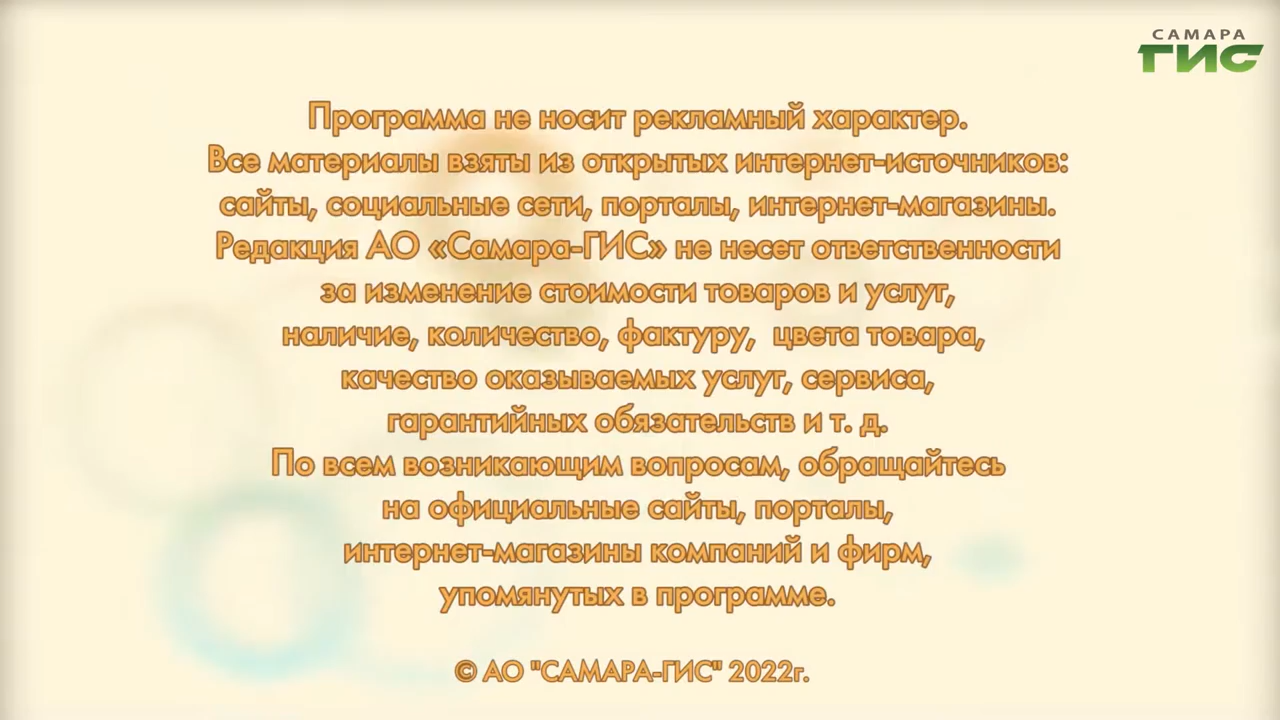 САМАРА
ГИС
Программа не носит рекламный характер.
Все материалы взяты из открытых интернет-источников:
сайты, социальные сети, порталы, интернет-магазины.
Редакция АО «Самара-ГИС» не несет ответственности
за изменение стоимости товаров и услуг,
наличие, количество, фактуру, цвета товара,
качество оказываемых услуг, сервиса,
гарантийных обязательств и т. д.
По всем возникающим вопросам, обращайтесь
на официальные сайты, порталы,
интернет-магазины компаний и фирм,
упомянутых в программе.
© АО "САМАРА-ГИС" 2022г.